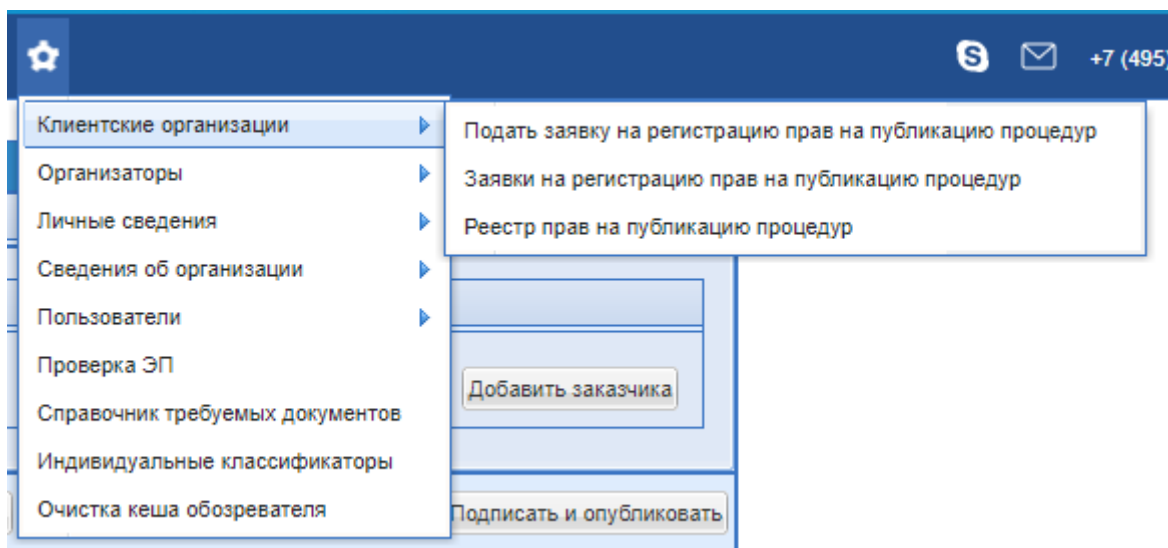 +7 (495)
Клиентские организации
Подать заявку на регистрацию прав на публикацию процедур
Организаторы
Заявки на регистрацию прав на публикацию процедур
Личные сведения
Реестр прав на публикацию процедур
Сведения об организации
Пользователи
Проверка ЭП
Добавить заказчика
Справочник требуемых документов
Индивидуальные классификаторы
Очистка кеша обозревателя
Подписать и опубликовать